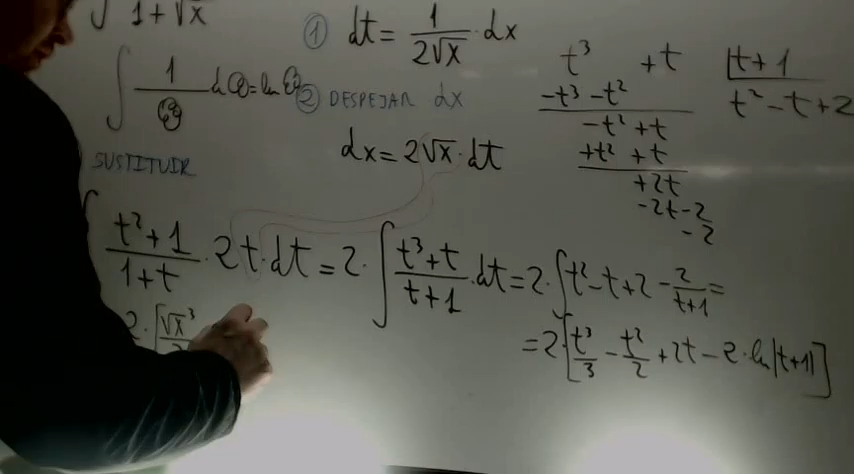 ∫ 1 + √x
∫ 1 d = ln
SUSTITUIR
① dt = 1/(2√x) · dx
② DESPEJAR dx
dx = 2√x · dt
t³ + t | t + 1
-t³ - t² t² - t + 2
-t² + t
+t² + t
+2t
-2t - 2
-2
∫ (t² + 1)/(1 + t) · 2t · dt = 2 · ∫ (t³ + t)/(t + 1) · dt = 2 · ∫ t² - t + 2 - 2/(t+1) =
= 2 [t³/3 - t²/2 + 2t - 2 · ln|t+1|]
2 · [√x³